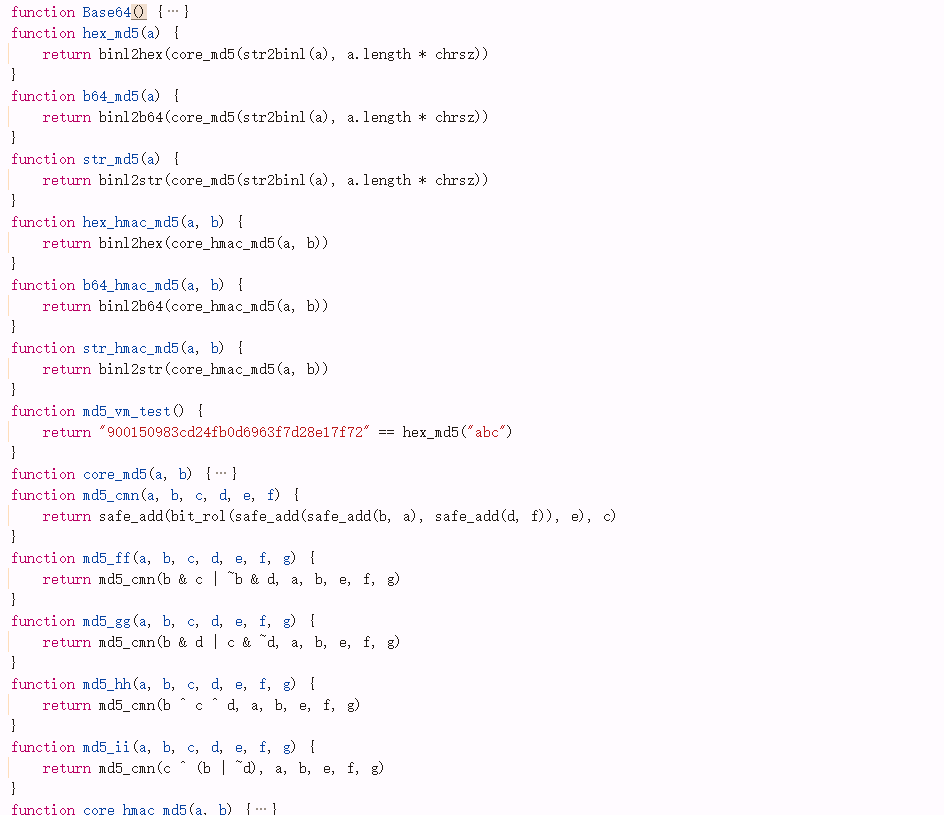 function Base64() {···}
function hex_md5(a) {
    return binl2hex(core_md5(str2binl(a), a.length * chrsz))
}
function b64_md5(a) {
    return binl2b64(core_md5(str2binl(a), a.length * chrsz))
}
function str_md5(a) {
    return binl2str(core_md5(str2binl(a), a.length * chrsz))
}
function hex_hmac_md5(a, b) {
    return binl2hex(core_hmac_md5(a, b))
}
function b64_hmac_md5(a, b) {
    return binl2b64(core_hmac_md5(a, b))
}
function str_hmac_md5(a, b) {
    return binl2str(core_hmac_md5(a, b))
}
function md5_vm_test() {
    return "900150983cd24fb0d6963f7d28e17f72" == hex_md5("abc")
}
function core_md5(a, b) {···}
function md5_cmn(a, b, c, d, e, f) {
    return safe_add(bit_rol(safe_add(safe_add(b, a), safe_add(d, f)), e), c)
}
function md5_ff(a, b, c, d, e, f, g) {
    return md5_cmn(b & c | ~b & d, a, b, e, f, g)
}
function md5_gg(a, b, c, d, e, f, g) {
    return md5_cmn(b & d | c & ~d, a, b, e, f, g)
}
function md5_hh(a, b, c, d, e, f, g) {
    return md5_cmn(b ^ c ^ d, a, b, e, f, g)
}
function md5_ii(a, b, c, d, e, f, g) {
    return md5_cmn(c ^ (b | ~d), a, b, e, f, g)
}
function core_hmac_md5(a, b) {···}